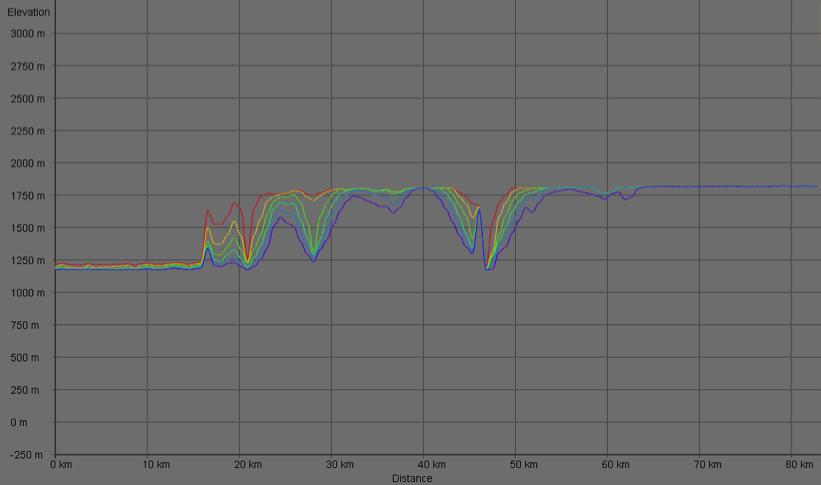 Elevation
3000 m
2750 m
2500 m
2250 m
2000 m
1750 m
1500 m
1250 m
1000 m
750 m
500 m
250 m
0 m
-250 m
0 km 10 km 20 km 30 km 40 km 50 km 60 km 70 km 80 km
Distance